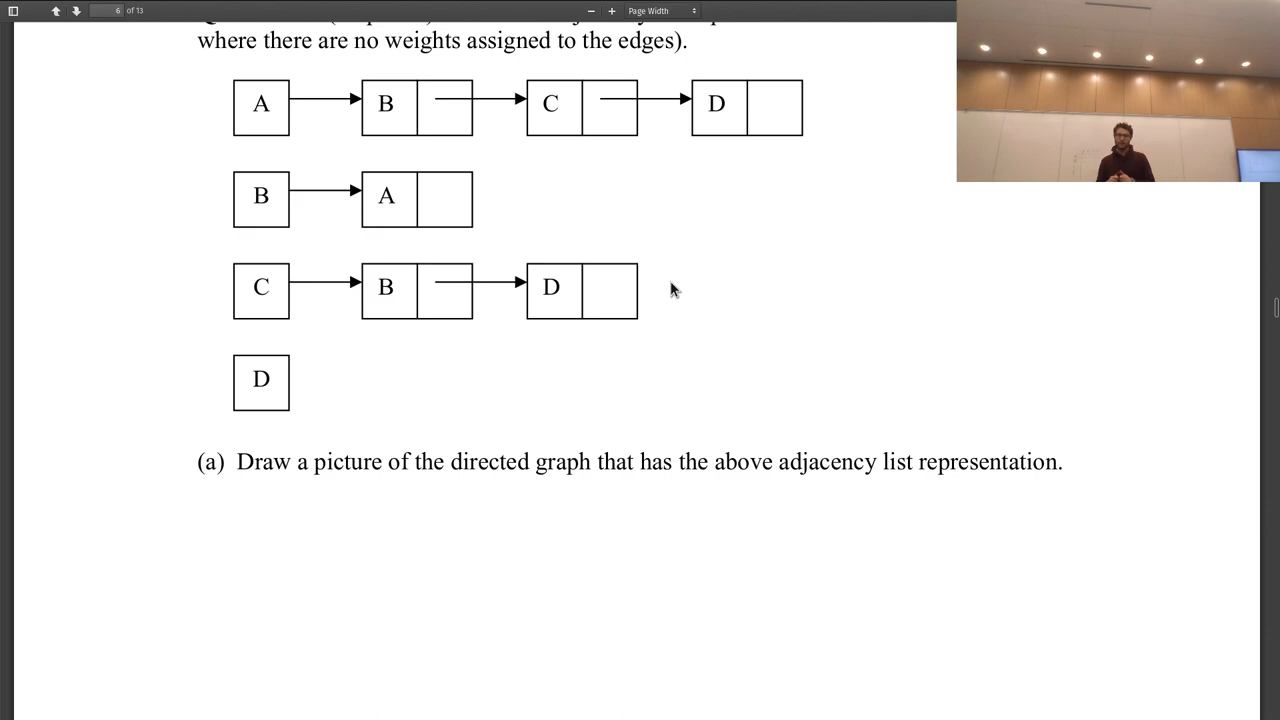 6 of 13
Page Width
where there are no weights assigned to the edges).
A B C D
B A
C B D
D
(a) Draw a picture of the directed graph that has the above adjacency list representation.